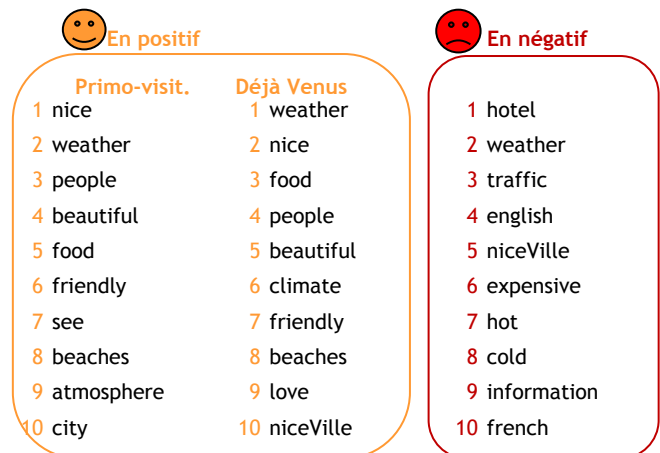 En positif
Primo-visit. Déjà Venus
1 nice 1 weather
2 weather 2 nice
3 people 3 food
4 beautiful 4 people
5 food 5 beautiful
6 friendly 6 climate
7 see 7 friendly
8 beaches 8 beaches
9 atmosphere 9 love
10 city 10 niceVille
En négatif
1 hotel
2 weather
3 traffic
4 english
5 niceVille
6 expensive
7 hot
8 cold
9 information
10 french